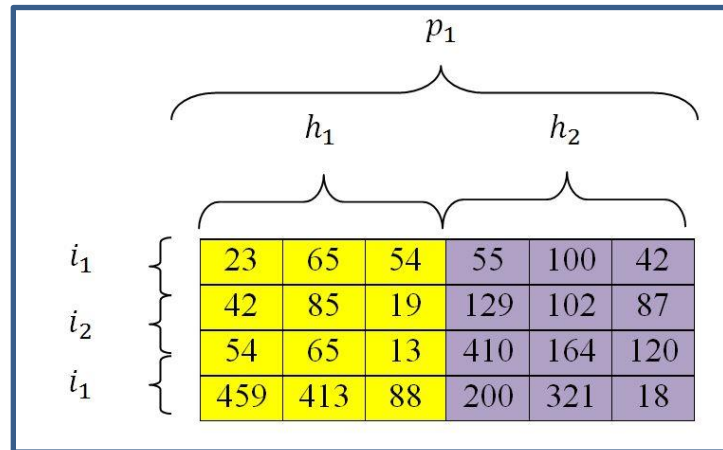 p₁
h₁ h₂
i₁ 23 65 54 55 100 42
i₂ 42 85 19 129 102 87
54 65 13 410 164 120
i₁ 459 413 88 200 321 18